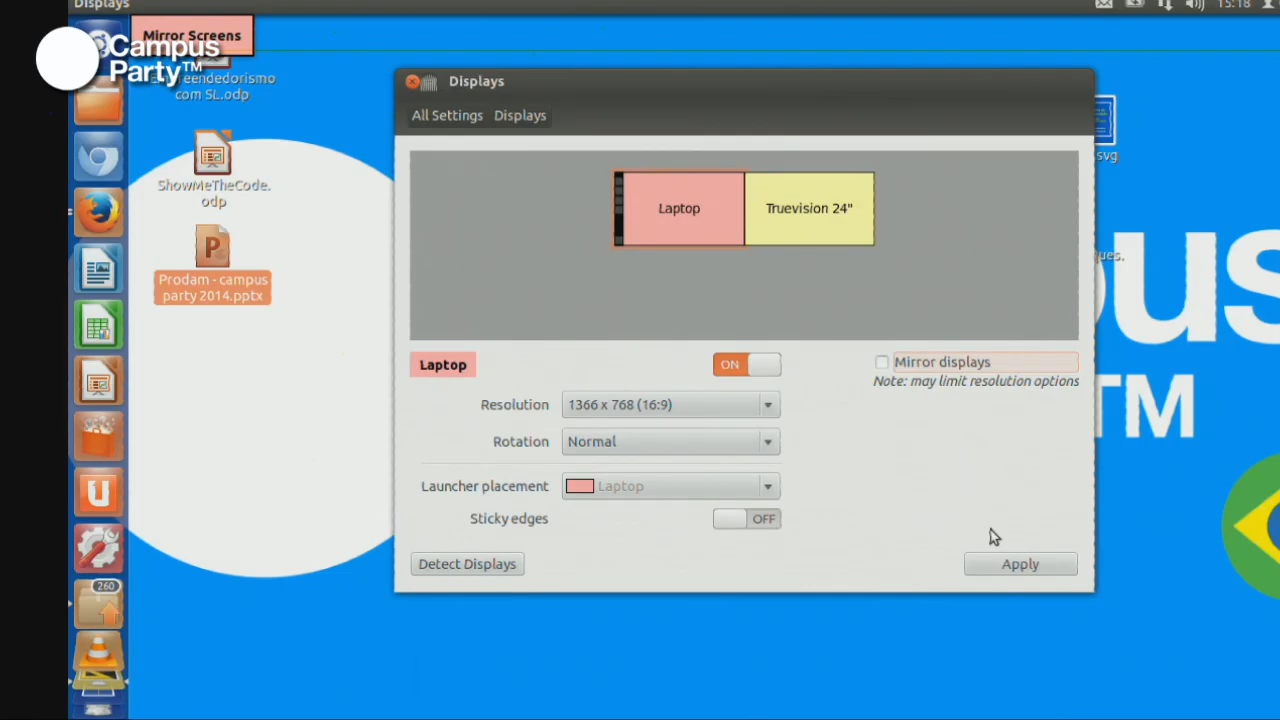 Displays
15:18
Mirror Screens
Campus
Party™
com SL.odp
ShowMeTheCode.
odp
P
Prodam - campus
party 2014.pptx
260
Displays
All Settings Displays
Laptop
Truevision 24"
Laptop
ON
Mirror displays
Note: may limit resolution options
Resolution
1366 x 768 (16:9)
Rotation
Normal
Launcher placement
Laptop
Sticky edges
OFF
Detect Displays
Apply
.svg
ues.
us
TM